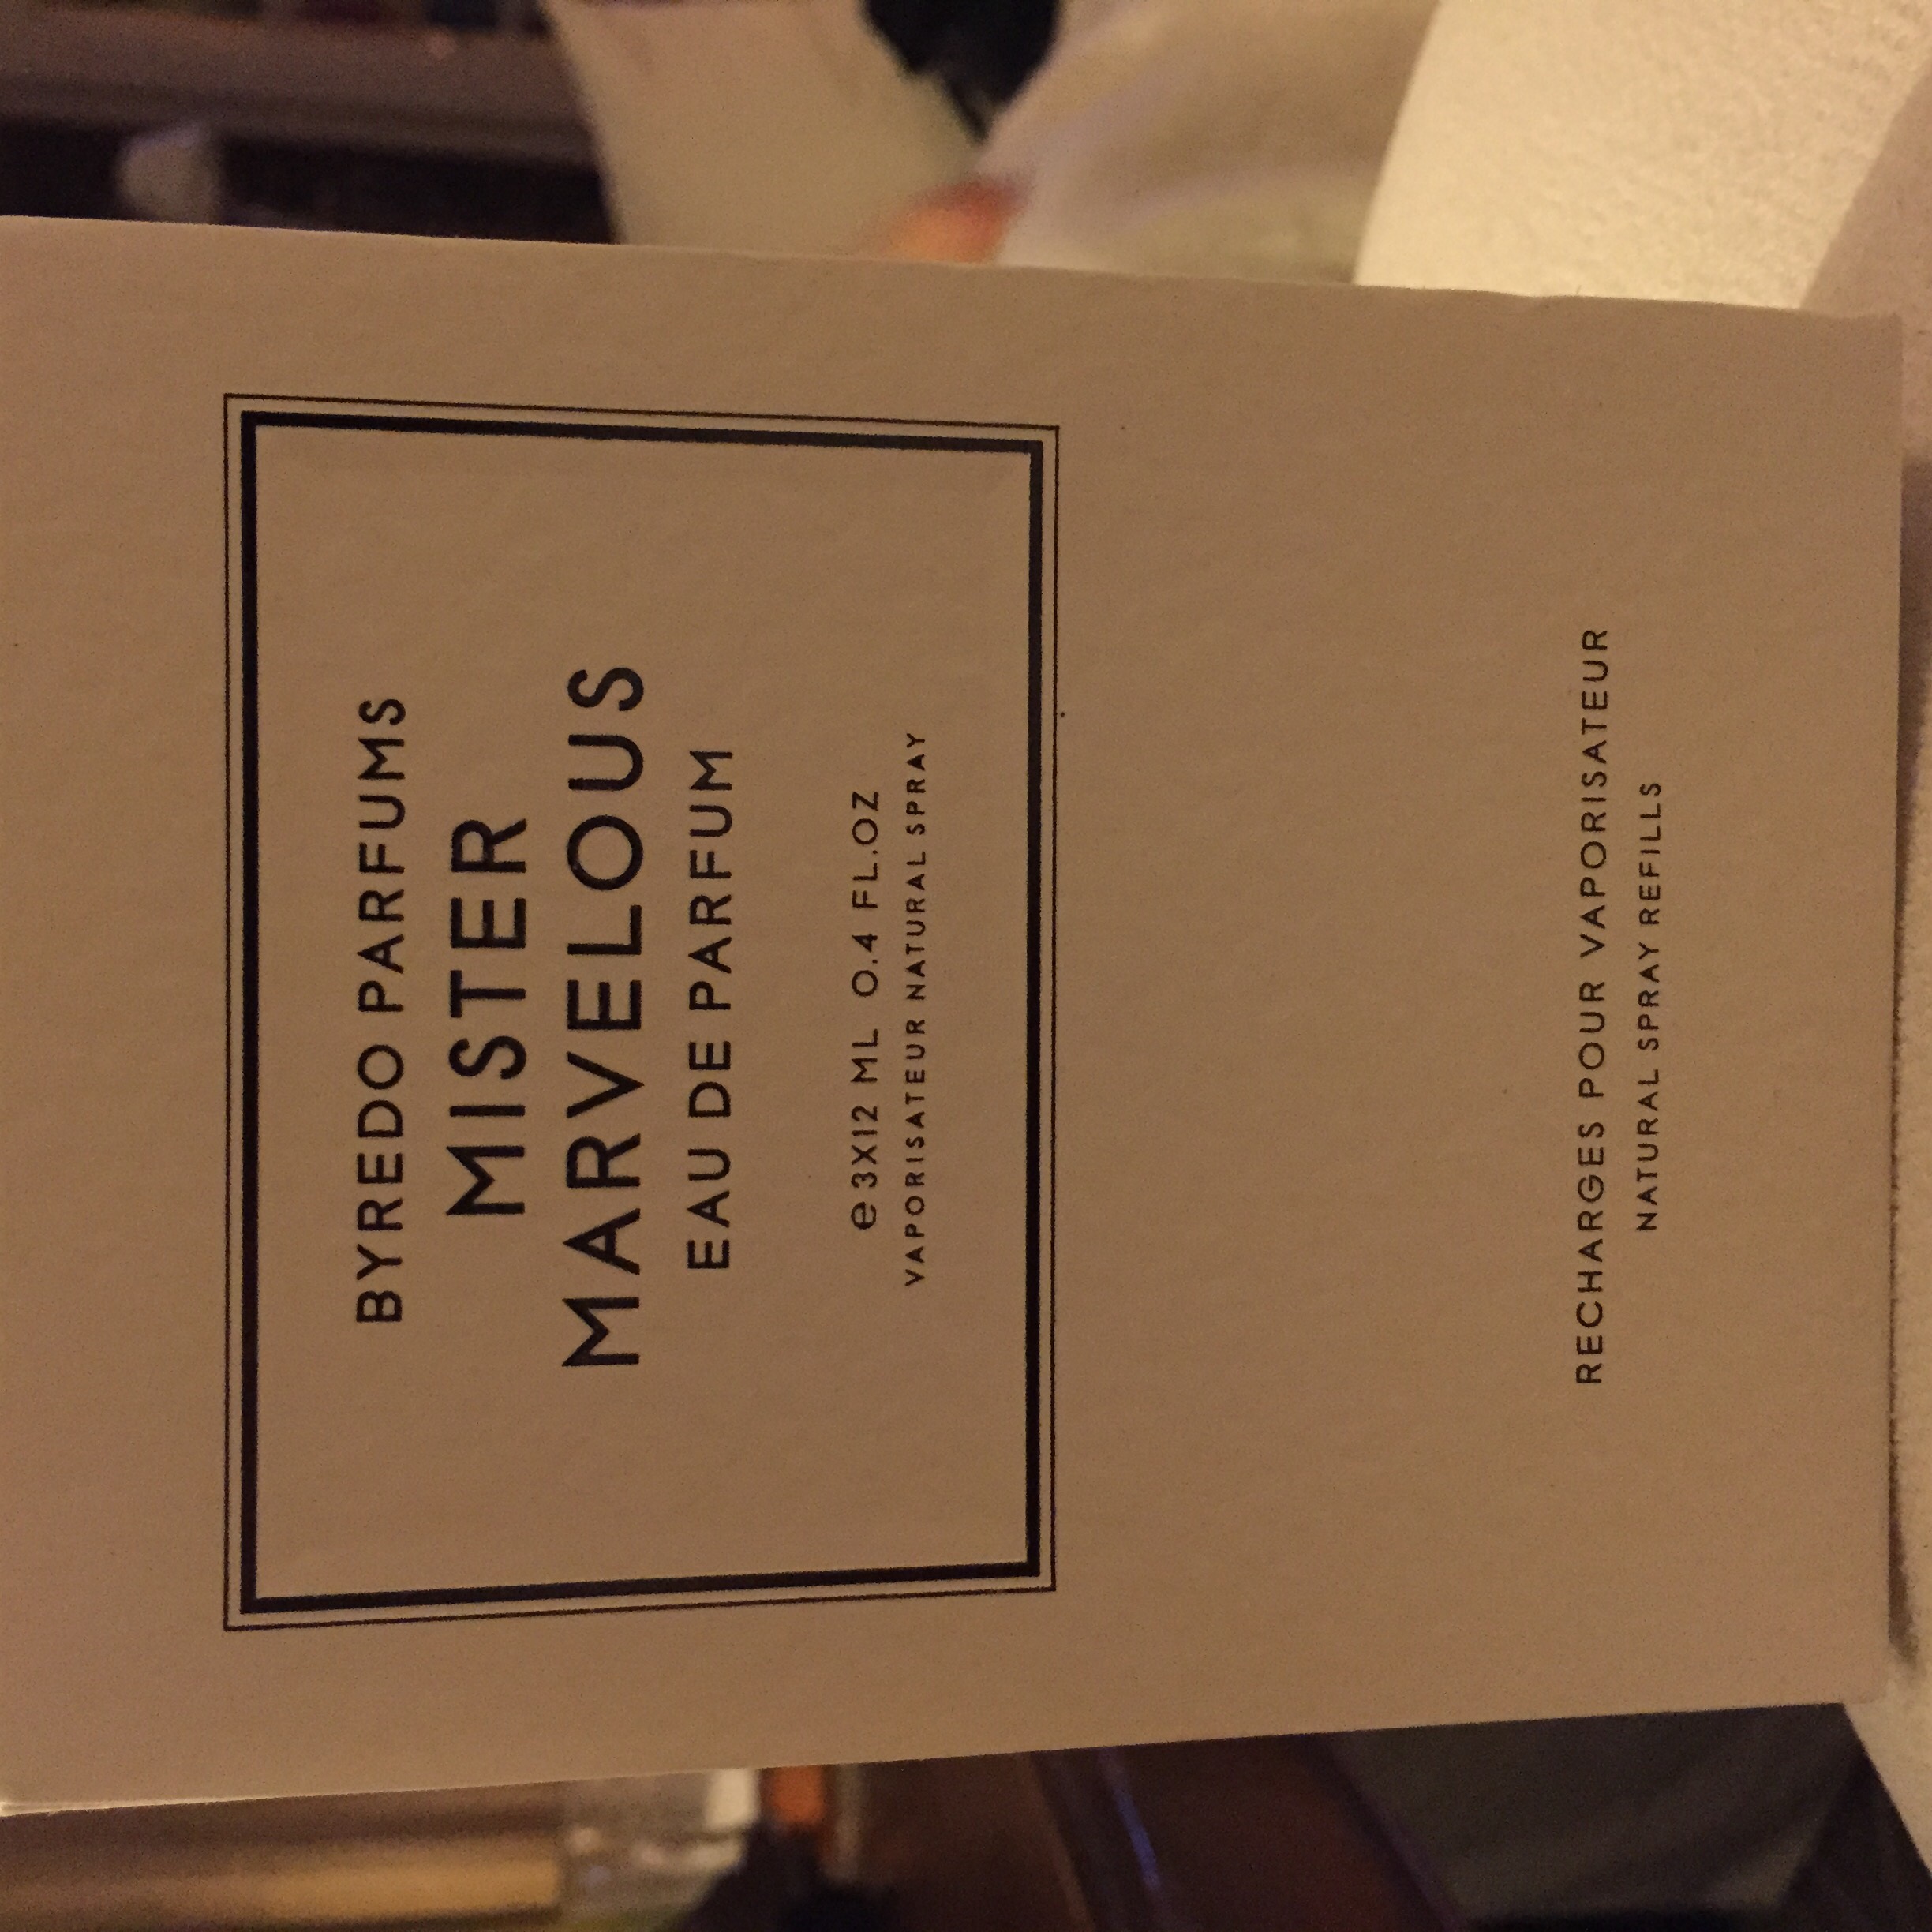 BYREDO PARFUMS
MISTER
MARVELOUS
EAU DE PARFUM
e 3X12 ML 0.4 FL.OZ
VAPORISATEUR NATURAL SPRAY
RECHARGES POUR VAPORISATEUR
NATURAL SPRAY REFILLS